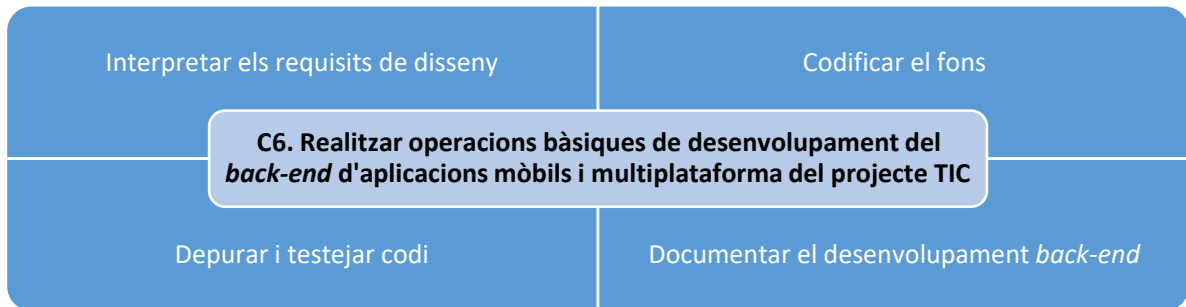 Interpretar els requisits de disseny
Codificar el fons
C6. Realitzar operacions bàsiques de desenvolupament del
back-end d'aplicacions mòbils i multiplataforma del projecte TIC
Depurar i testejar codi
Documentar el desenvolupament back-end